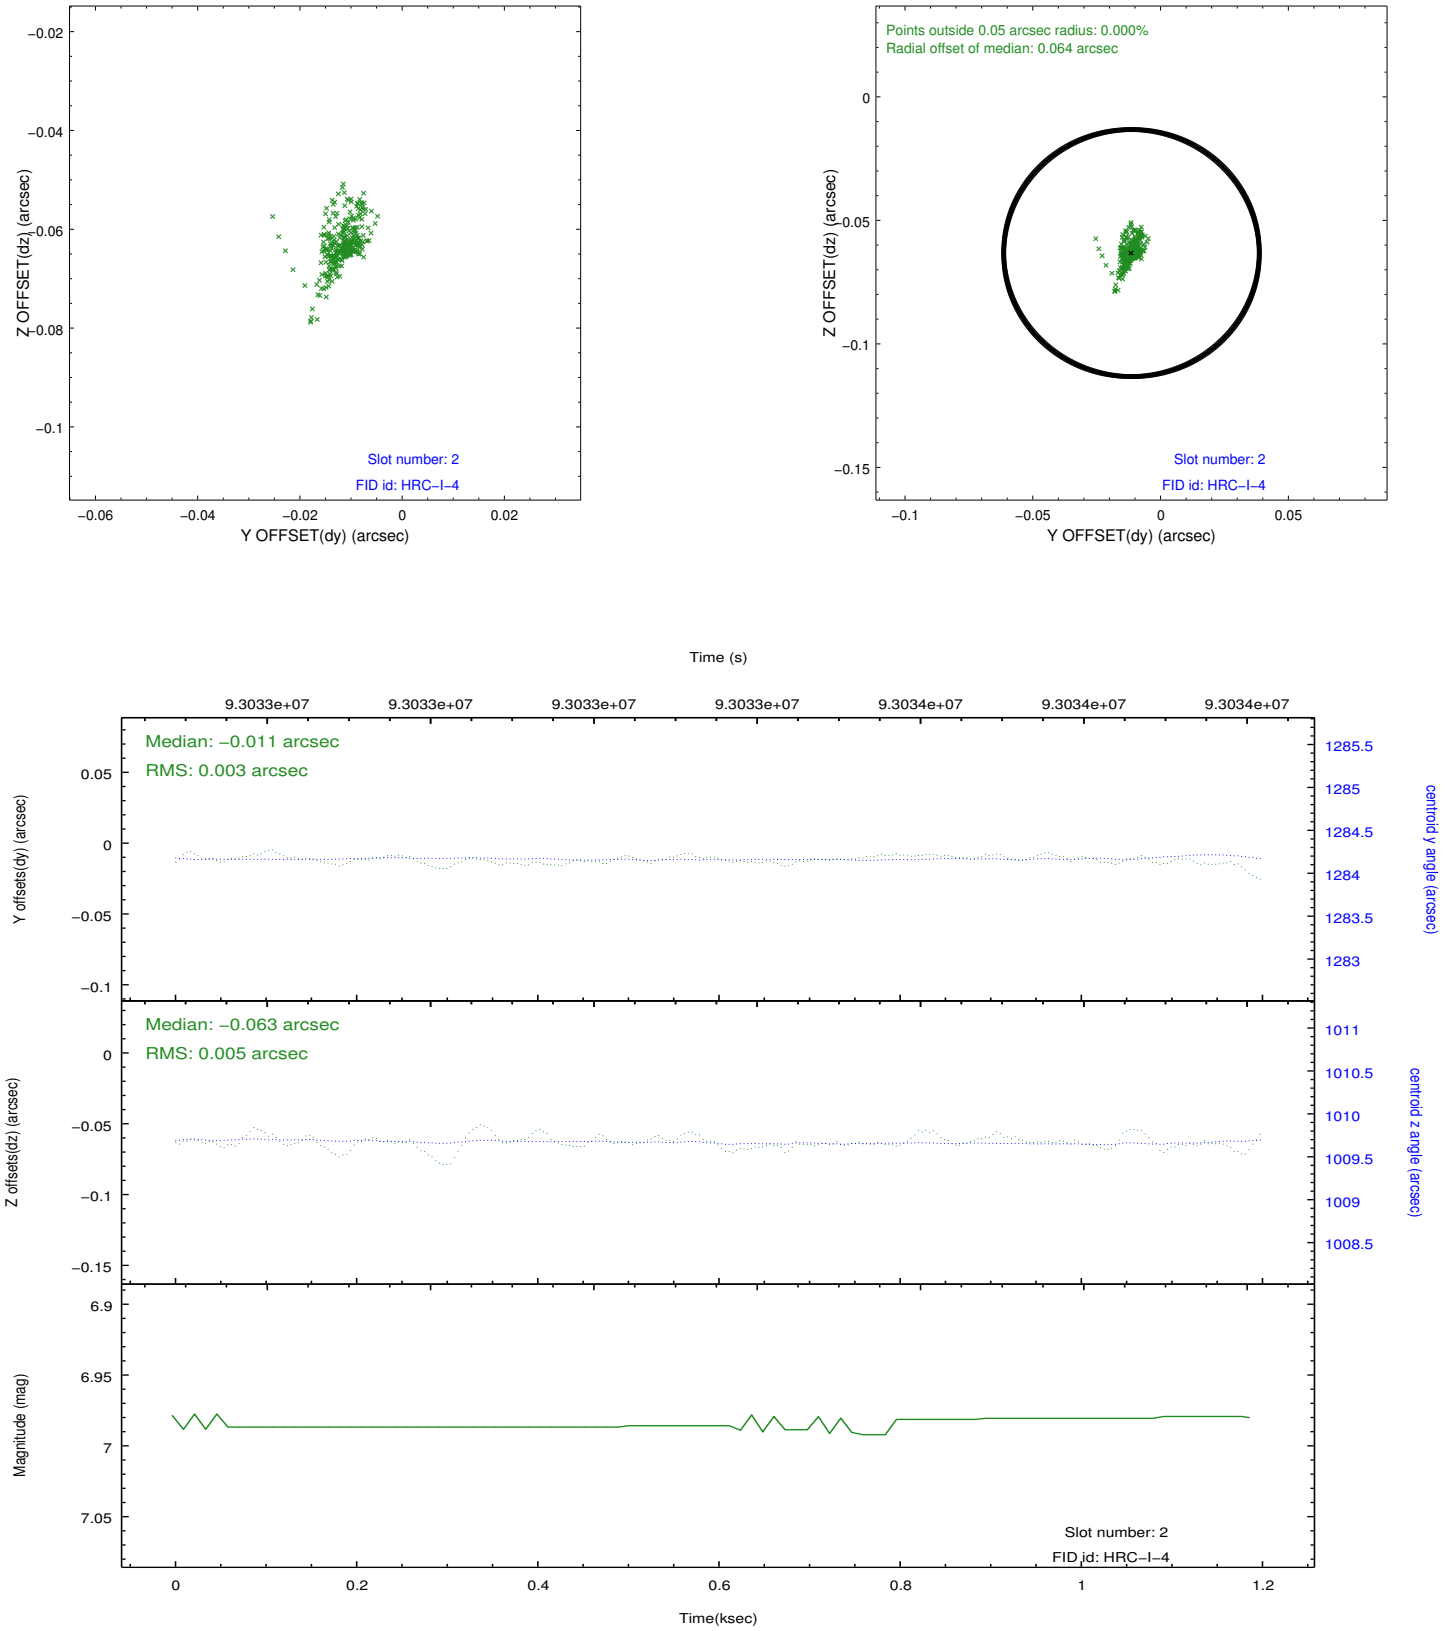 −0.02
−0.04
−0.06
−0.08
−0.1
Z OFFSET(dz) (arcsec)
Slot number: 2
FID id: HRC−I−4
−0.06
−0.04
−0.02
0
0.02
Y OFFSET(dy) (arcsec)
Points outside 0.05 arcsec radius: 0.000%
Radial offset of median: 0.064 arcsec
0
−0.05
−0.1
−0.15
Z OFFSET(dz) (arcsec)
Slot number: 2
FID id: HRC−I−4
−0.1
−0.05
0
0.05
Y OFFSET(dy) (arcsec)
Time (s)
9.3033e+07
9.3033e+07
9.3033e+07
9.3033e+07
9.3034e+07
9.3034e+07
9.3034e+07
Median: −0.011 arcsec
RMS: 0.003 arcsec
0.05
0
−0.05
−0.1
Y offsets(dy) (arcsec)
1285.5
1285
1284.5
1284
1283.5
1283
centroid y angle (arcsec)
Median: −0.063 arcsec
RMS: 0.005 arcsec
0
−0.05
−0.1
−0.15
Z offsets(dz) (arcsec)
1011
1010.5
1010
1009.5
1009
1008.5
centroid z angle (arcsec)
6.9
6.95
7
7.05
Magnitude (mag)
Slot number: 2
FID id: HRC−I−4
0
0.2
0.4
0.6
0.8
1
1.2
Time(ksec)